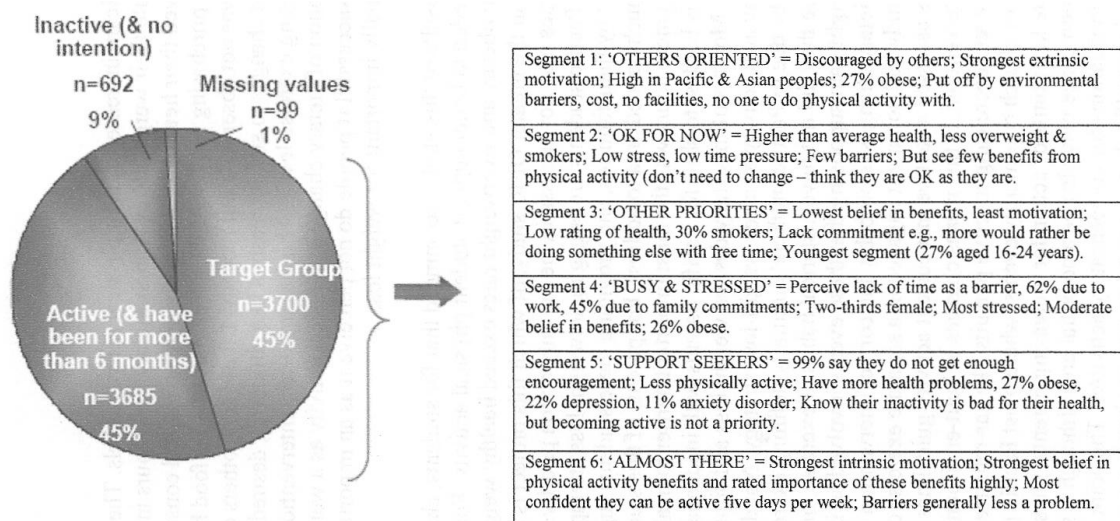 Inactive (& no
intention)
n=692
9%
Missing values
n=99
1%
Target Group
n=3700
45%
Active (& have
been for more
than 6 months)
n=3685
45%
Segment 1: 'OTHERS ORIENTED' = Discouraged by others; Strongest extrinsic
motivation; High in Pacific & Asian peoples; 27% obese; Put off by environmental
barriers, cost, no facilities, no one to do physical activity with.
Segment 2: 'OK FOR NOW' = Higher than average health, less overweight &
smokers; Low stress, low time pressure; Few barriers; But see few benefits from
physical activity (don't need to change – think they are OK as they are.
Segment 3: 'OTHER PRIORITIES' = Lowest belief in benefits, least motivation;
Low rating of health, 30% smokers; Lack commitment e.g., more would rather be
doing something else with free time; Youngest segment (27% aged 16-24 years).
Segment 4: 'BUSY & STRESSED' = Perceive lack of time as a barrier, 62% due to
work, 45% due to family commitments; Two-thirds female; Most stressed; Moderate
belief in benefits; 26% obese.
Segment 5: 'SUPPORT SEEKERS' = 99% say they do not get enough
encouragement; Less physically active; Have more health problems, 27% obese,
22% depression, 11% anxiety disorder; Know their inactivity is bad for their health,
but becoming active is not a priority.
Segment 6: 'ALMOST THERE' = Strongest intrinsic motivation; Strongest belief in
physical activity benefits and rated importance of these benefits highly; Most
confident they can be active five days per week; Barriers generally less a problem.